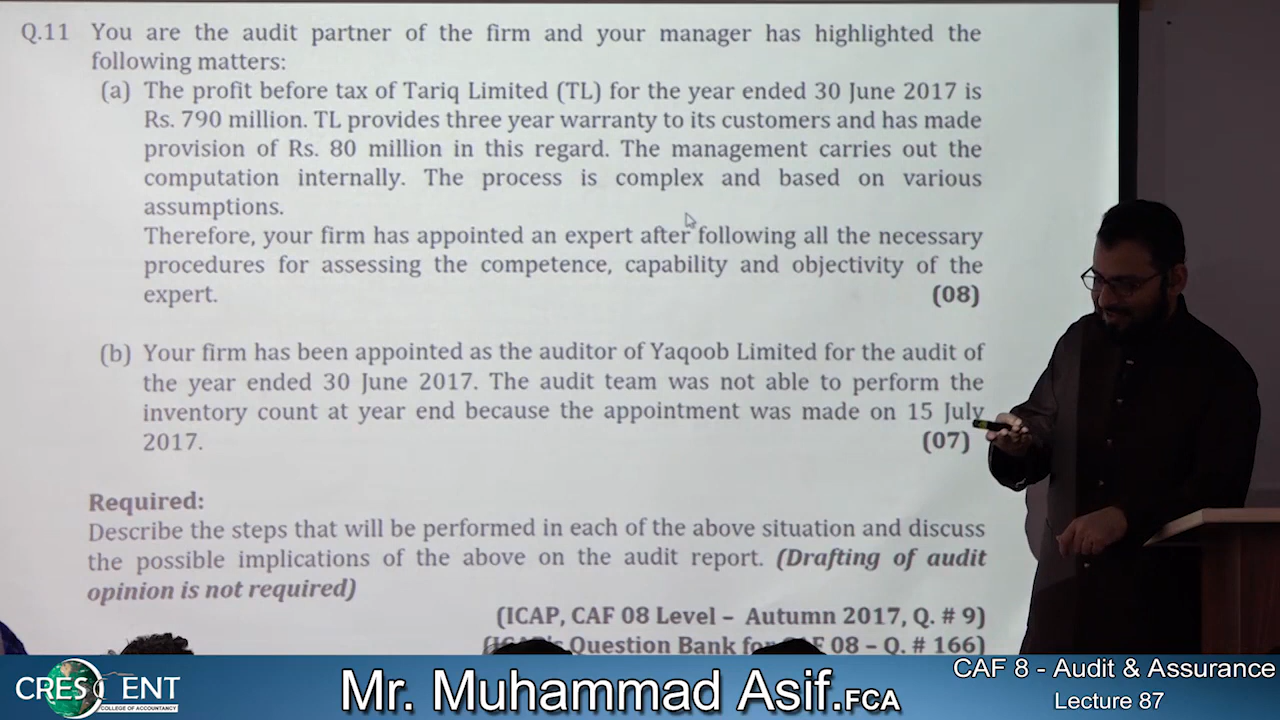 Q.11 You are the audit partner of the firm and your manager has highlighted the
following matters:
(a) The profit before tax of Tariq Limited (TL) for the year ended 30 June 2017 is
Rs. 790 million. TL provides three year warranty to its customers and has made
provision of Rs. 80 million in this regard. The management carries out the
computation internally. The process is complex and based on various
assumptions.
Therefore, your firm has appointed an expert after following all the necessary
procedures for assessing the competence, capability and objectivity of the
expert. (08)
(b) Your firm has been appointed as the auditor of Yaqoob Limited for the audit of
the year ended 30 June 2017. The audit team was not able to perform the
inventory count at year end because the appointment was made on 15 July
2017. (07)
Required:
Describe the steps that will be performed in each of the above situation and discuss
the possible implications of the above on the audit report. (Drafting of audit
opinion is not required)
(ICAP, CAF 08 Level – Autumn 2017, Q. # 9)
Question Bank 08 – Q. # 166)
CRESCENT
COLLEGE OF ACCOUNTANCY
Mr. Muhammad Asif.FCA
CAF 8 - Audit & Assurance
Lecture 87